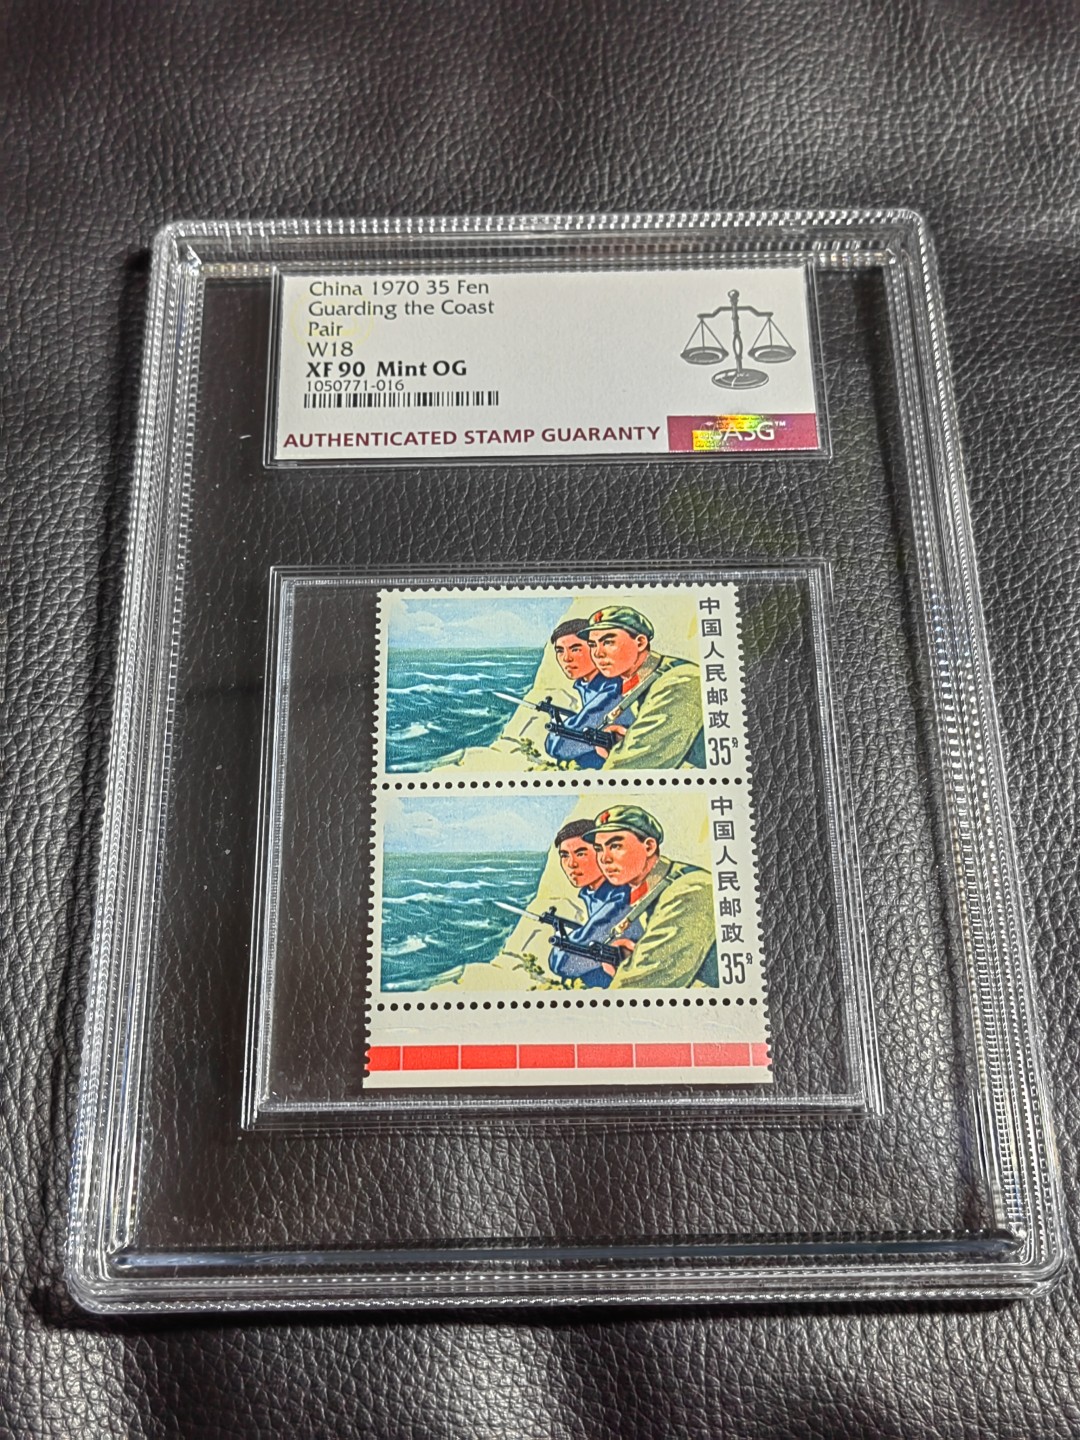 China 1970 35 Fen
Guarding the Coast
Pair
W18
XF 90 Mint OG
1050771-016
AUTHENTICATED STAMP GUARANTY
ASG™
中国人民邮政
35分
中国人民邮政
35分